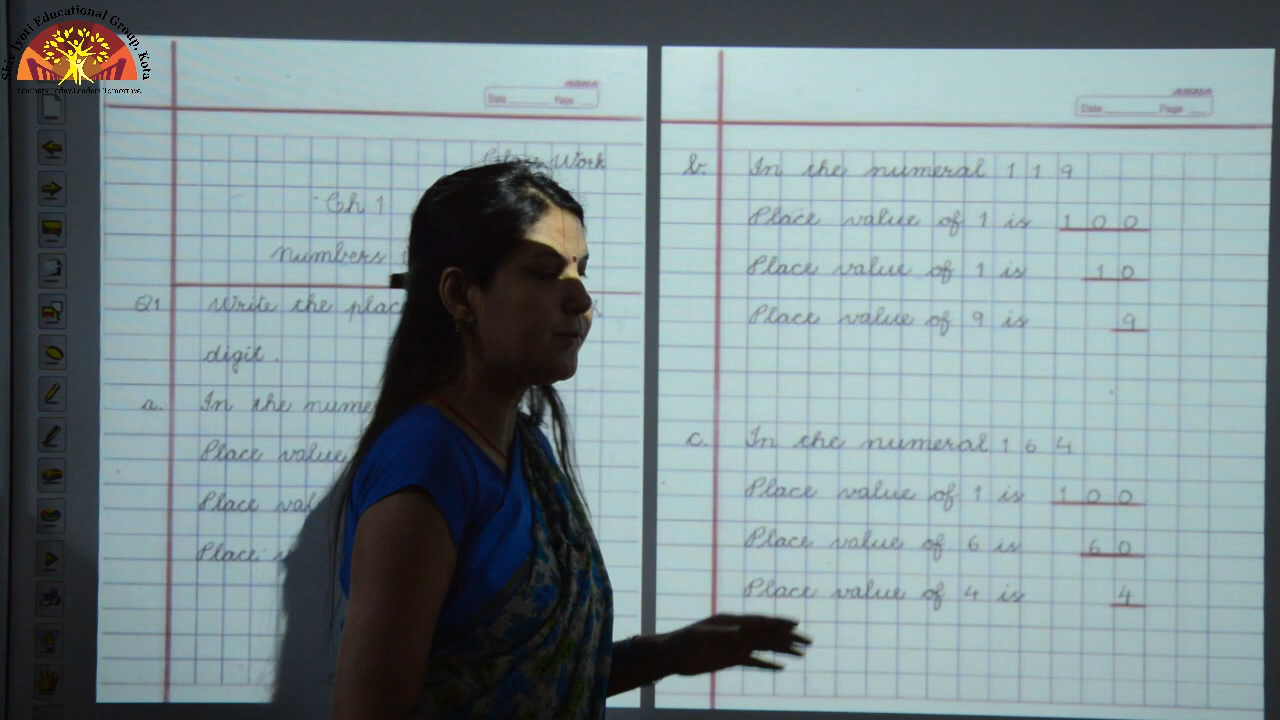 Shiv Jyoti Educational Group, Kota
Date Page
Class Work
Ch 1
Numbers
Q1 Write the
digit.
a. In the
Place value
Place
Place
Date Page
b. In the numeral 1 1 9
Place value of 1 is 1 0 0
Place value of 1 is 1 0
Place value of 9 is 9
c. In the numeral 1 6 4
Place value of 1 is 1 0 0
Place value of 6 is 6 0
Place value of 4 is 4